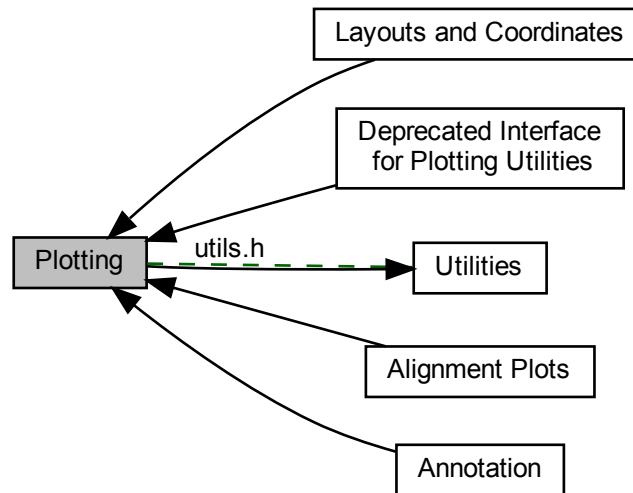 Layouts and Coordinates
Deprecated Interface
for Plotting Utilities
utils.h
Plotting
Utilities
Alignment Plots
Annotation